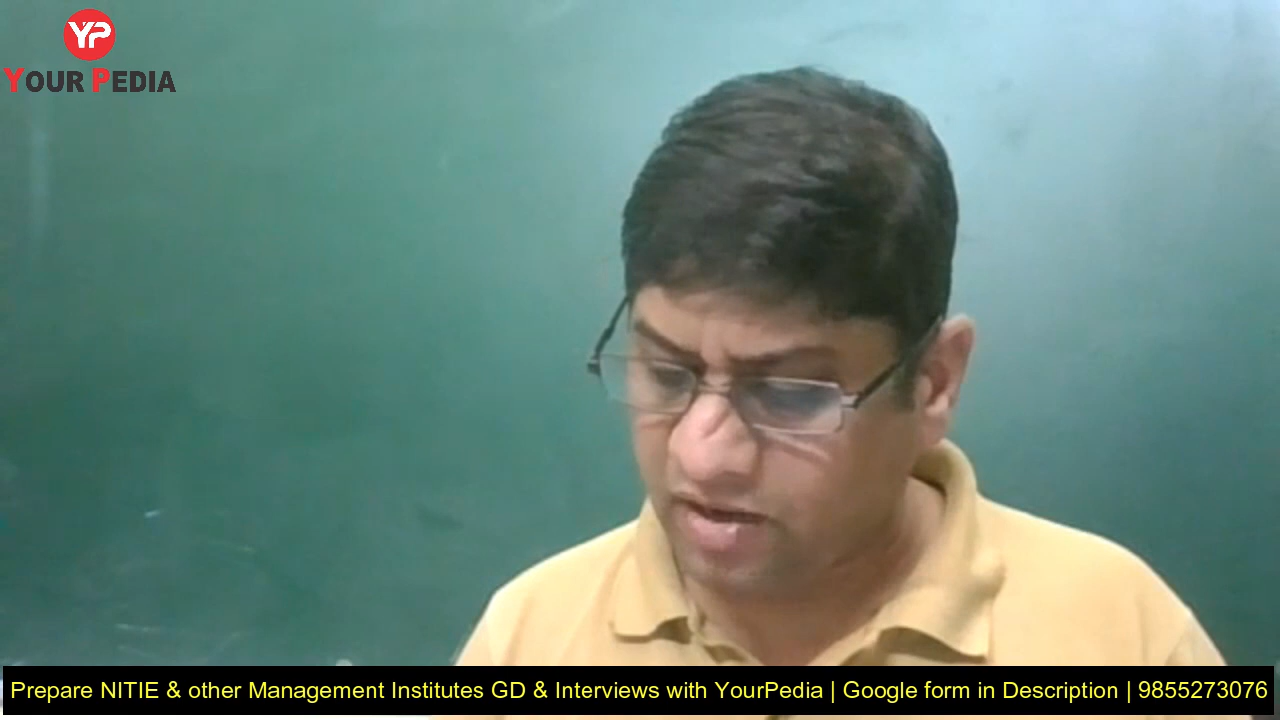 YP
YOUR PEDIA
Prepare NITIE & other Management Institutes GD & Interviews with YourPedia | Google form in Description | 9855273076